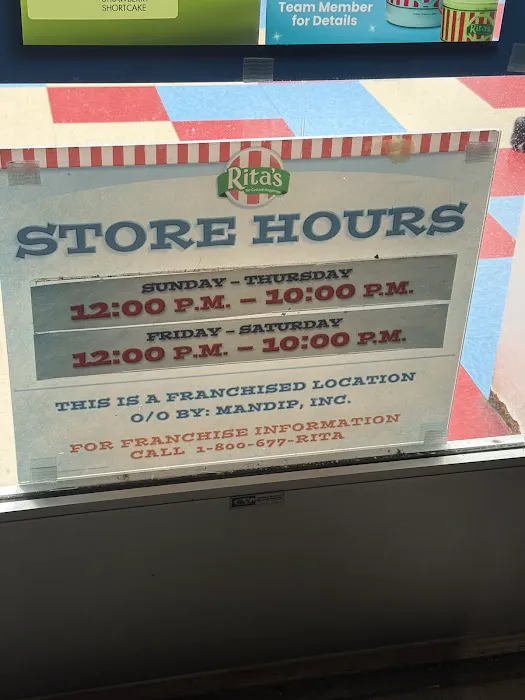 SHORTCAKE
Team Member
for Details
Rita's
Rita's
STORE HOURS
SUNDAY – THURSDAY
12:00 P.M. – 10:00 P.M.
FRIDAY – SATURDAY
12:00 P.M. – 10:00 P.M.
THIS IS A FRANCHISED LOCATION
O/O BY: MANDIP, INC.
FOR FRANCHISE INFORMATION
CALL 1-800-677-RITA